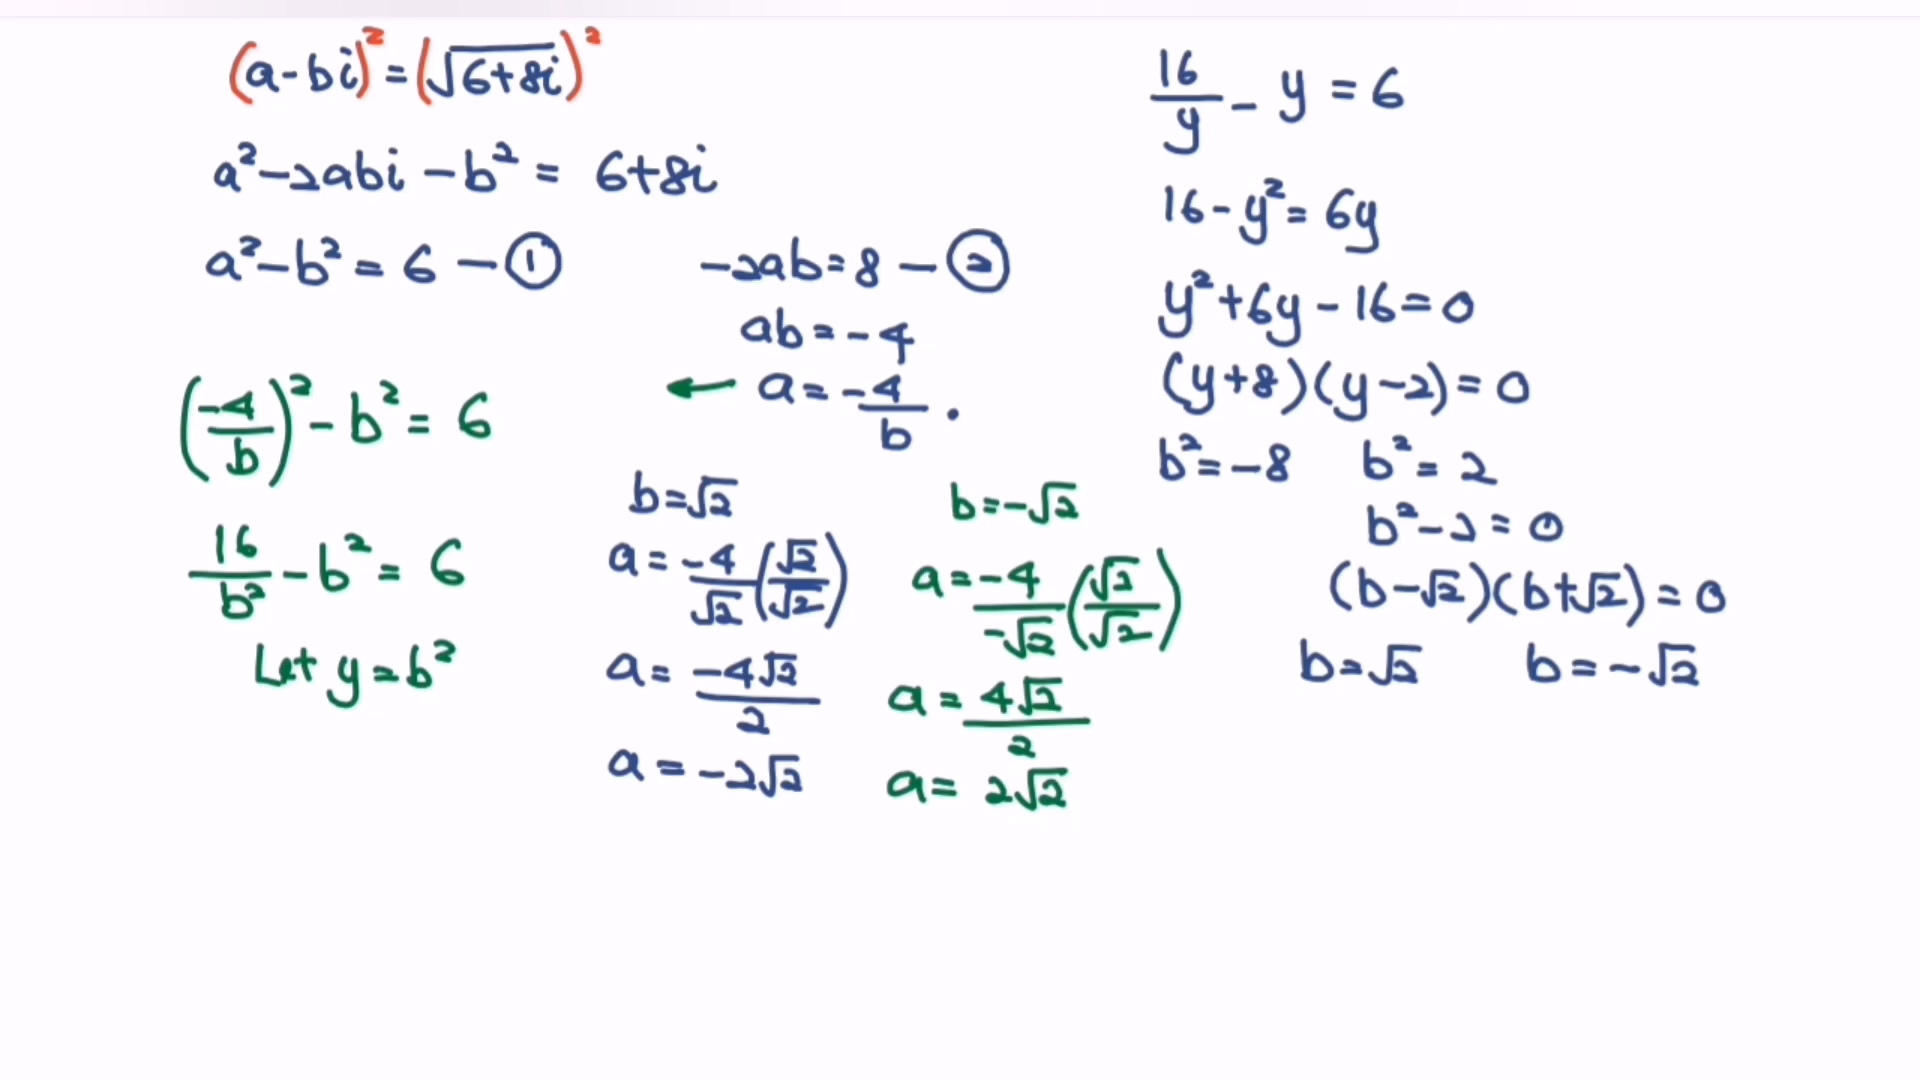 (a-bi)² = (√6+8i)²
a² - 2abi - b² = 6+8i
a² - b² = 6 - ①
-2ab = 8 - ②
ab = -4
a = -4/b .
(-4/b)² - b² = 6
16/b² - b² = 6
Let y = b²
b = √2
a = -4/√2 (√2/√2)
a = -4√2/2
a = -2√2
b = -√2
a = -4/-√2 (√2/√2)
a = 4√2/2
a = 2√2
16/y - y = 6
16 - y² = 6y
y² + 6y - 16 = 0
(y+8)(y-2) = 0
b² = -8 b² = 2
b² - 2 = 0
(b-√2)(b+√2) = 0
b = √2 b = -√2